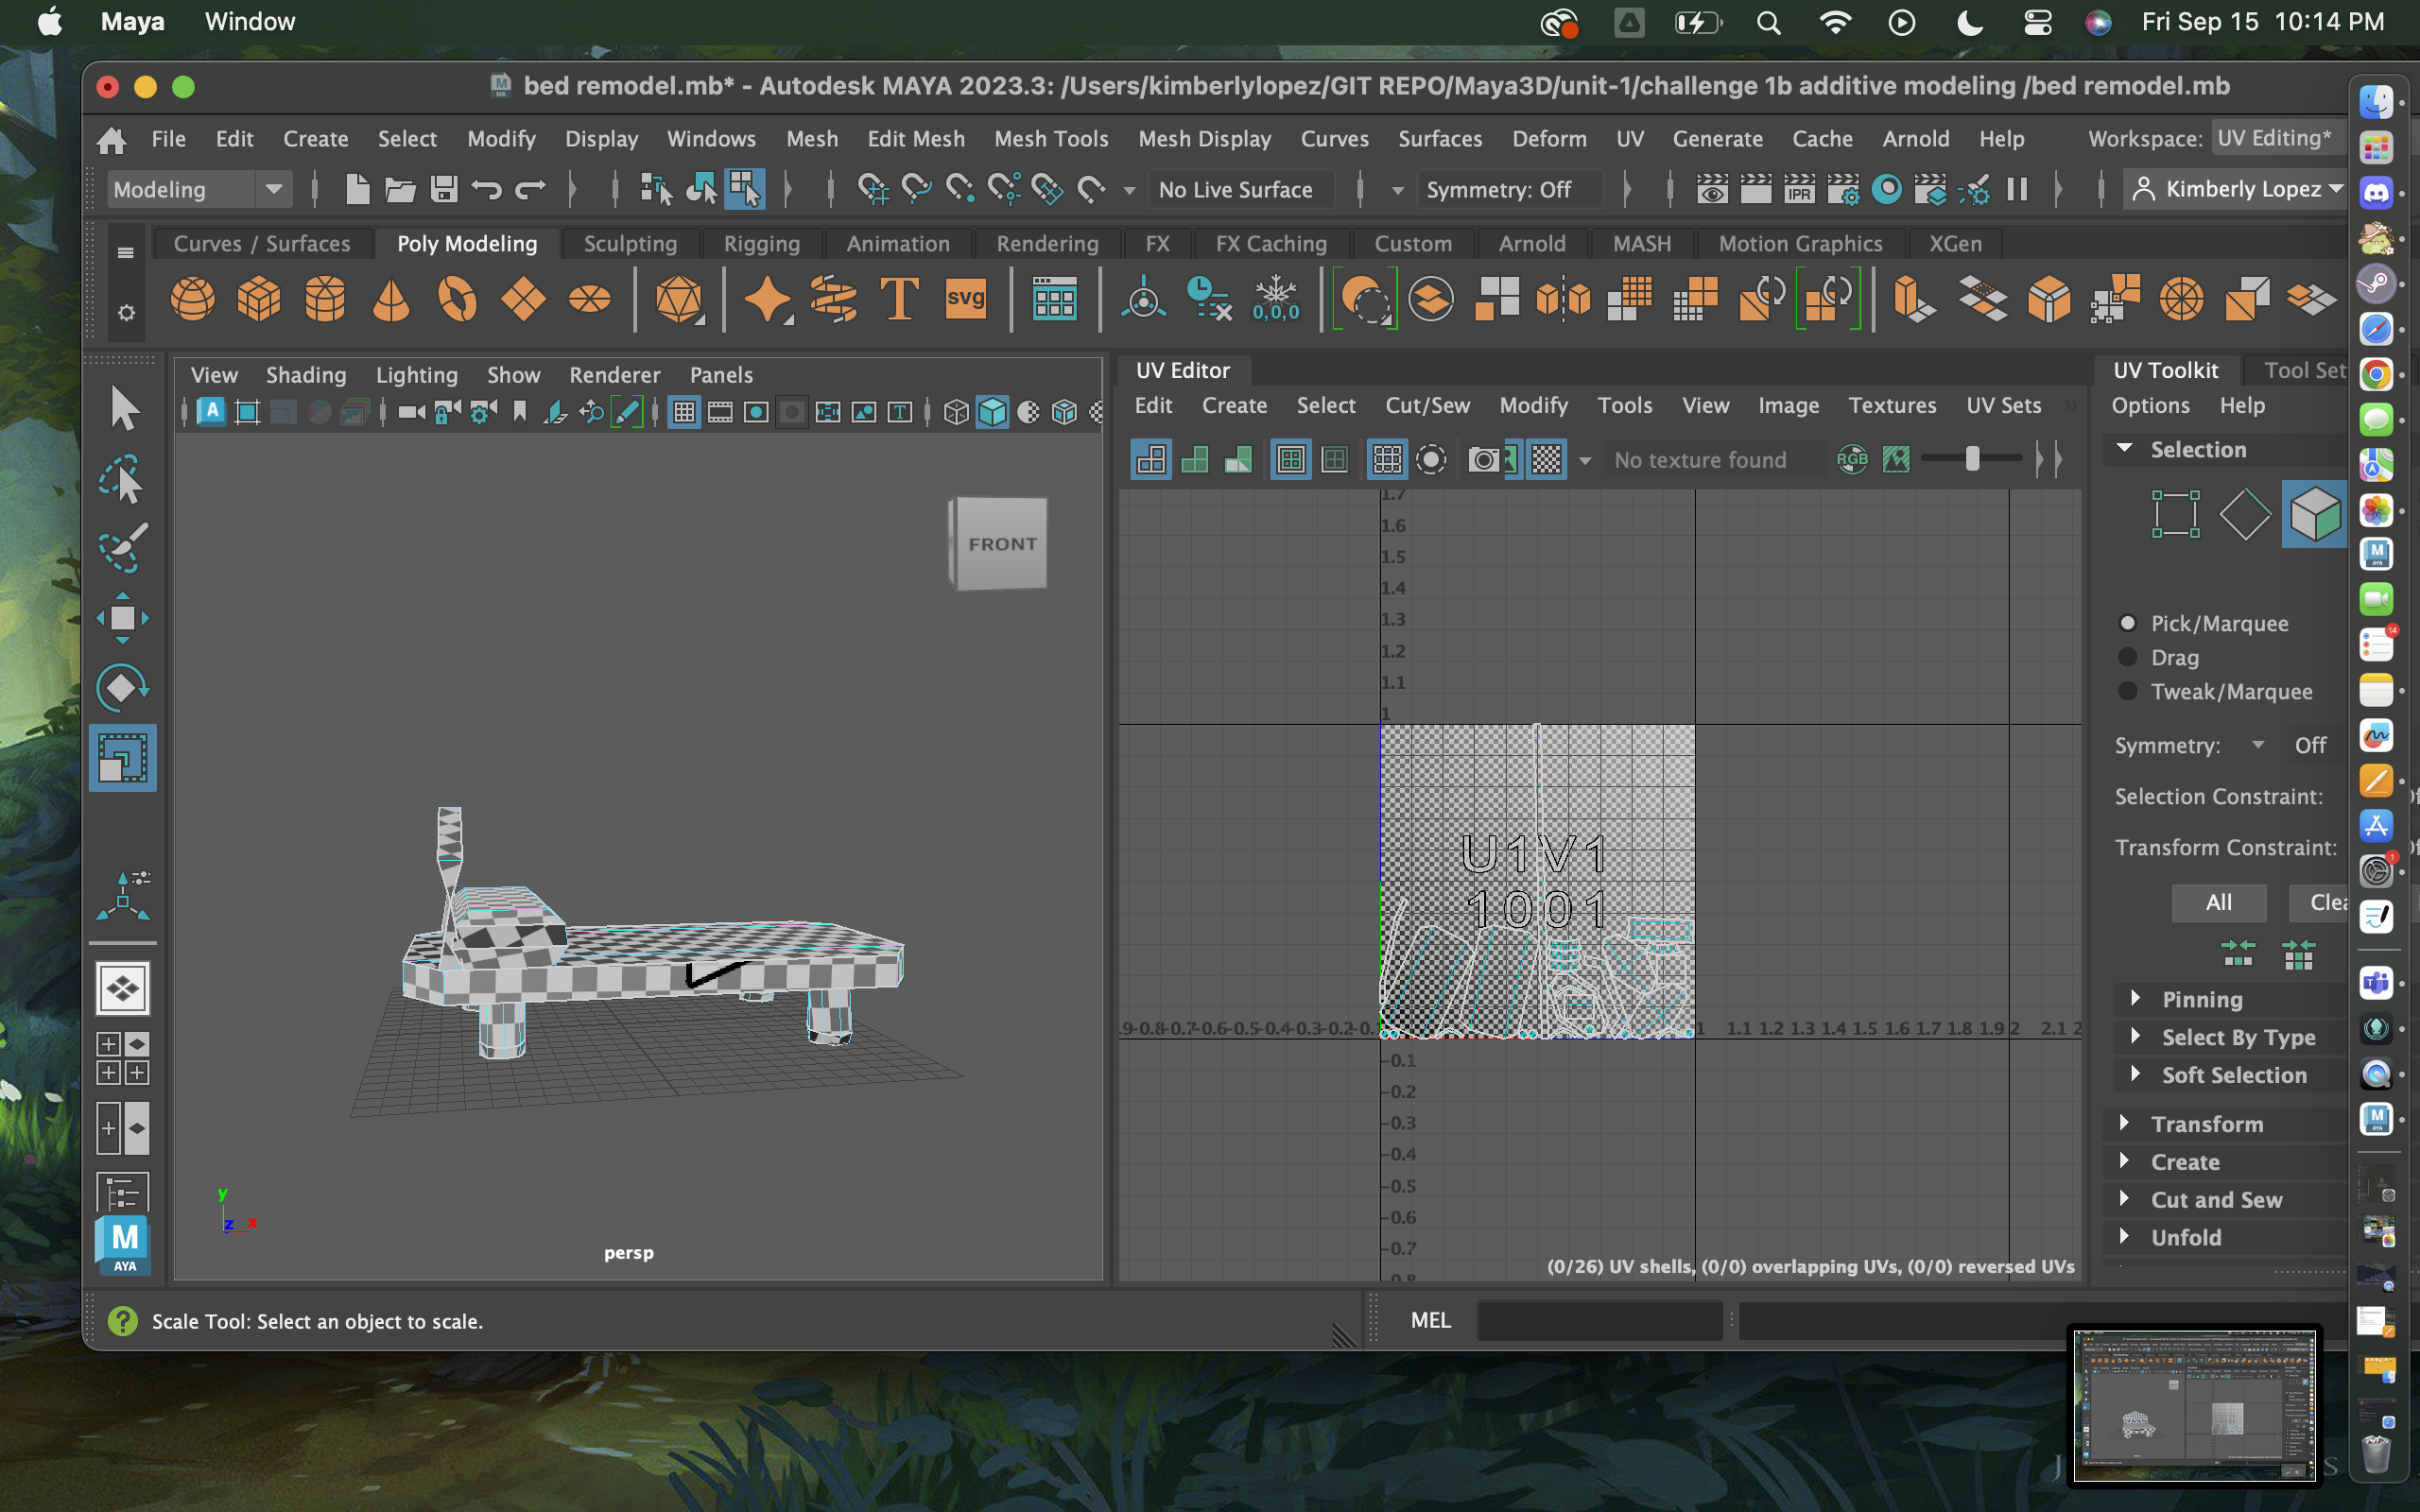 Maya Window Fri Sep 15 10:14 PM
bed remodel.mb* - Autodesk MAYA 2023.3: /Users/kimberlylopez/GIT REPO/Maya3D/unit-1/challenge 1b additive modeling /bed remodel.mb
File Edit Create Select Modify Display Windows Mesh Edit Mesh Mesh Tools Mesh Display Curves Surfaces Deform UV Generate Cache Arnold Help Workspace: UV Editing*
Modeling No Live Surface Symmetry: Off IPR Kimberly Lopez
Curves / Surfaces Poly Modeling Sculpting Rigging Animation Rendering FX FX Caching Custom Arnold MASH Motion Graphics XGen
T svg 0,0,0
View Shading Lighting Show Renderer Panels
UV Editor
UV Toolkit Tool Set
Edit Create Select Cut/Sew Modify Tools View Image Textures UV Sets
Options Help
No texture found RGB
Selection
FRONT
1.7
1.6
1.5
1.4
1.3
1.2
1.1
1
U1V1
1001
.9-0.8-0.7-0.6-0.5-0.4-0.3-0.2-0.1 1 1.1 1.2 1.3 1.4 1.5 1.6 1.7 1.8 1.9 2 2.1 2
-0.1
-0.2
-0.3
-0.4
-0.5
-0.6
-0.7
-0.8
(0/26) UV shells, (0/0) overlapping UVs, (0/0) reversed UVs
Pick/Marquee
Drag
Tweak/Marquee
Symmetry: Off
Selection Constraint:
Transform Constraint:
All Clea
Pinning
Select By Type
Soft Selection
Transform
Create
Cut and Sew
Unfold
y
z x
persp
M
AYA
Scale Tool: Select an object to scale.
MEL
14
1